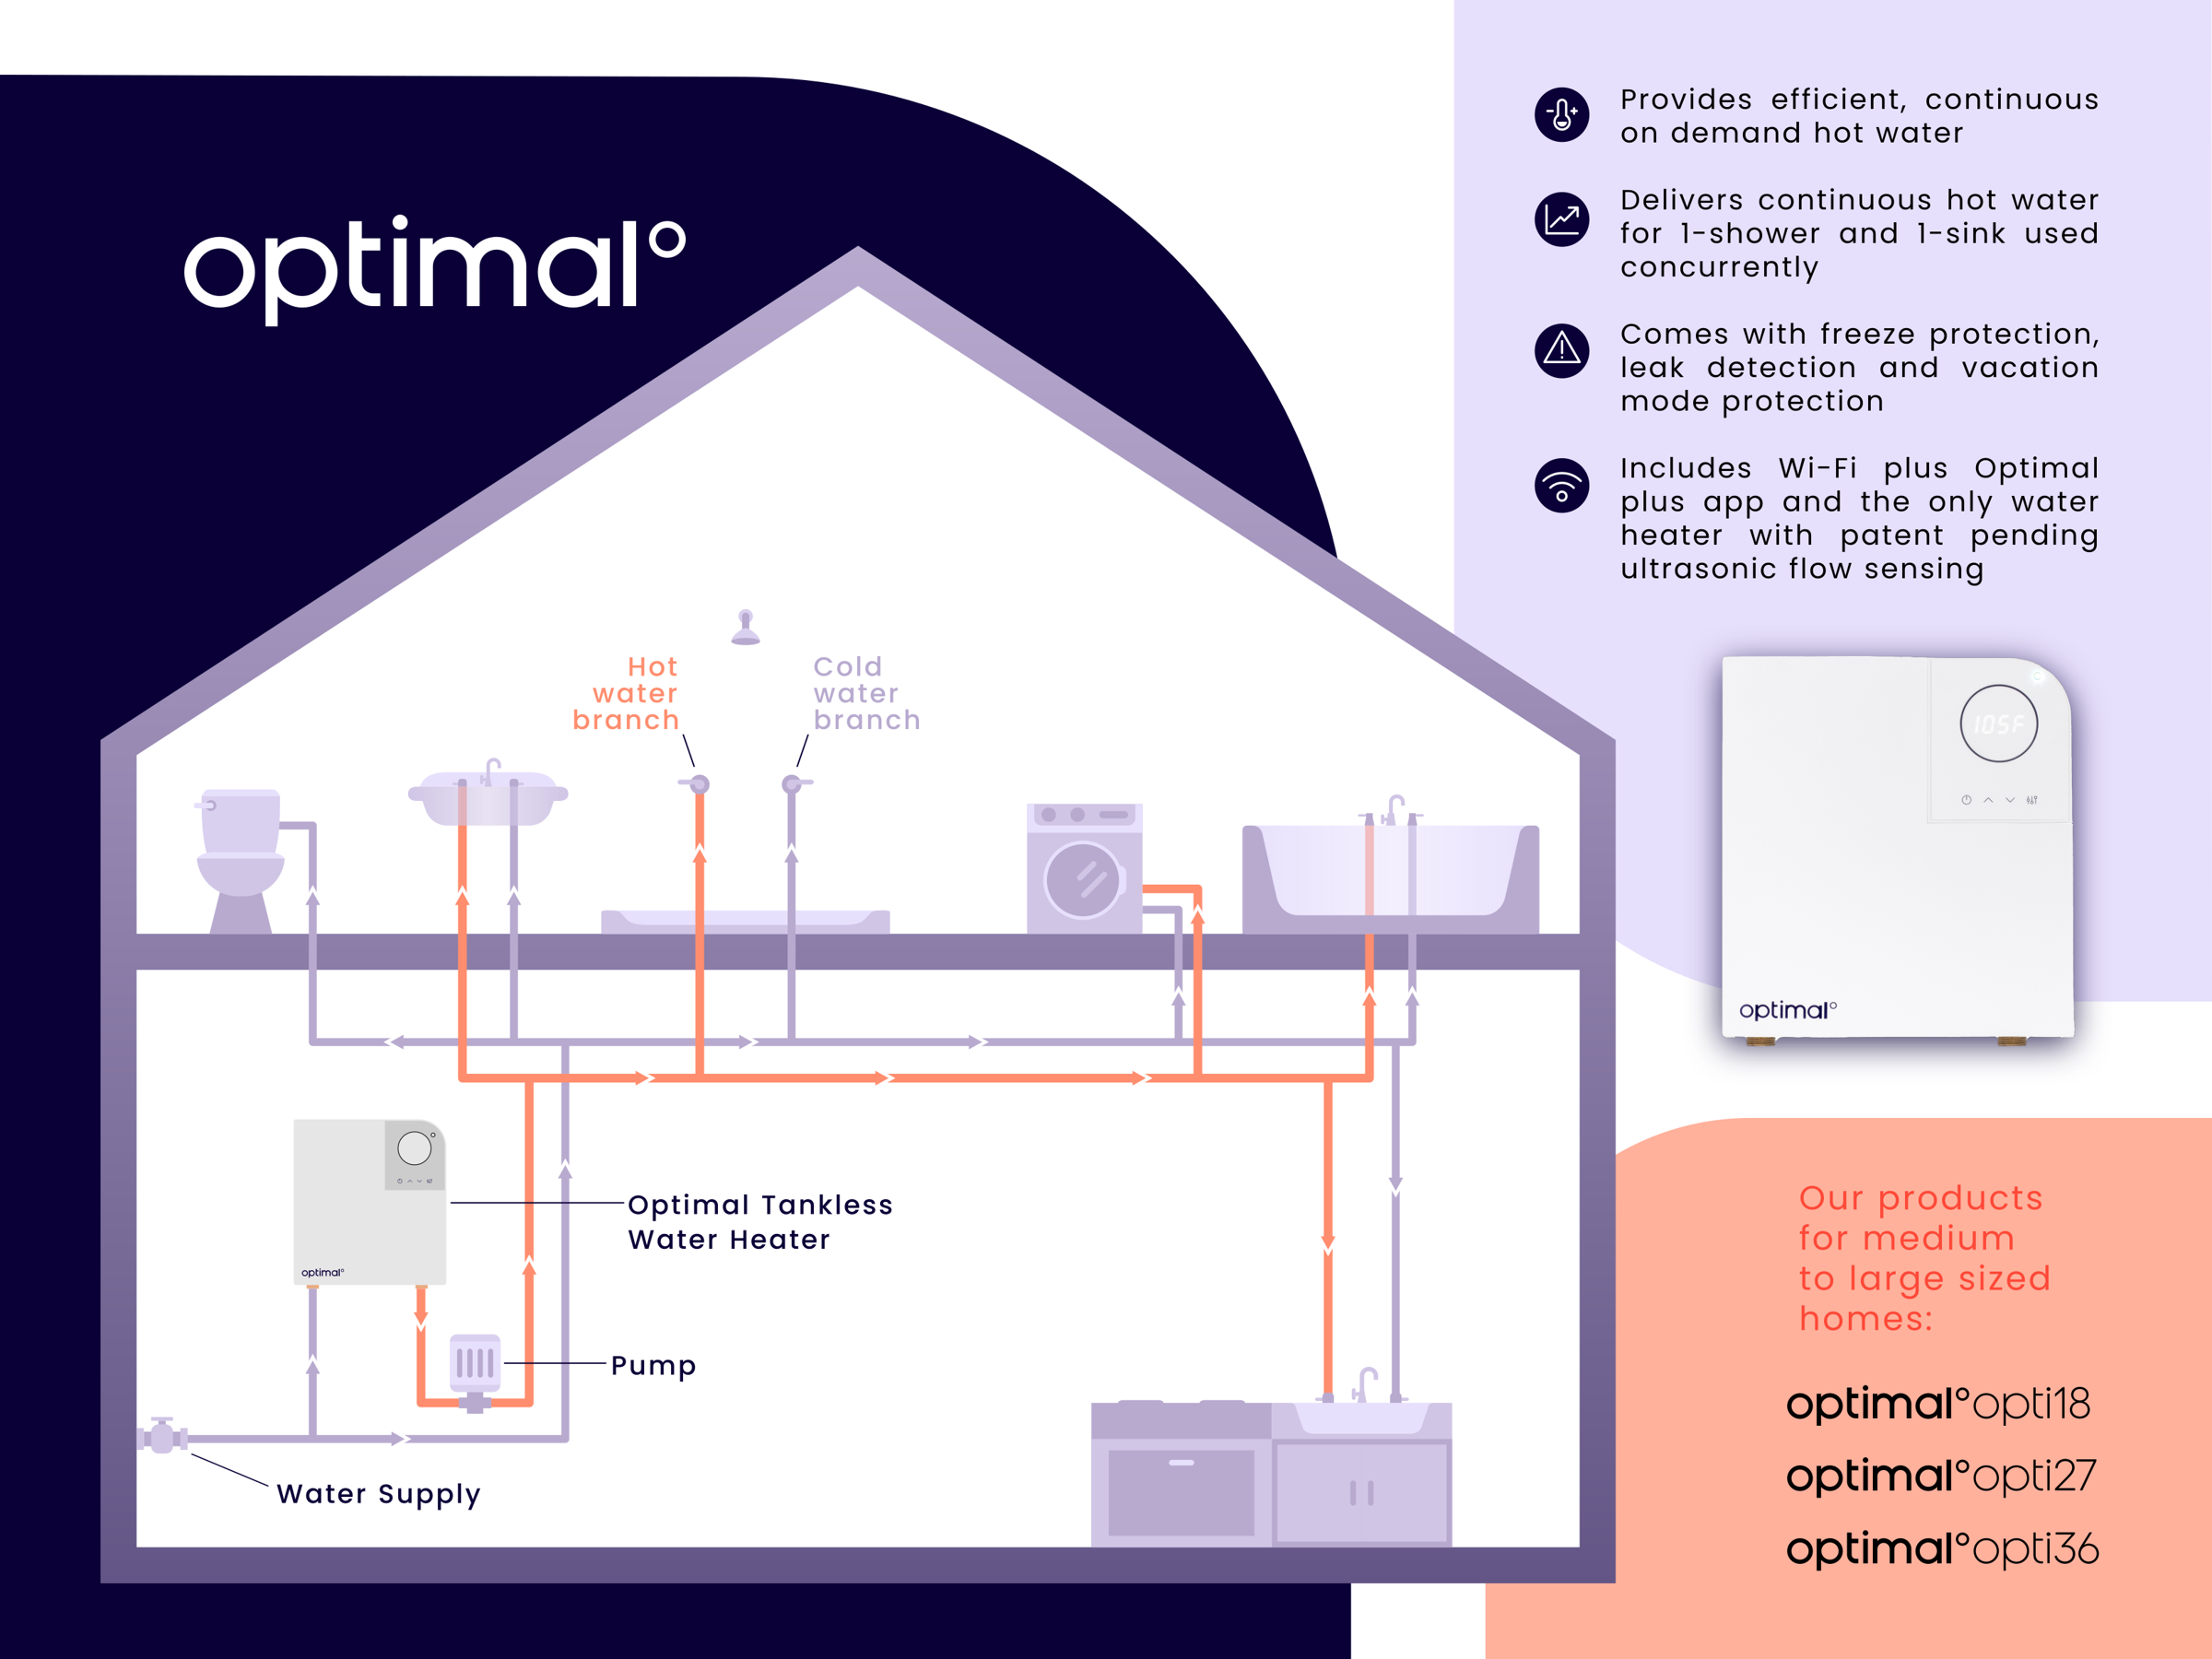 optimal°
Provides efficient, continuous
on demand hot water
Delivers continuous hot water
for 1-shower and 1-sink used
concurrently
Comes with freeze protection,
leak detection and vacation
mode protection
Includes Wi-Fi plus Optimal
plus app and the only water
heater with patent pending
ultrasonic flow sensing
Hot
water
branch
Cold
water
branch
105F
optimal°
optimal°
Optimal Tankless
Water Heater
Pump
Water Supply
Our products
for medium
to large sized
homes:
optimal°opti18
optimal°opti27
optimal°opti36